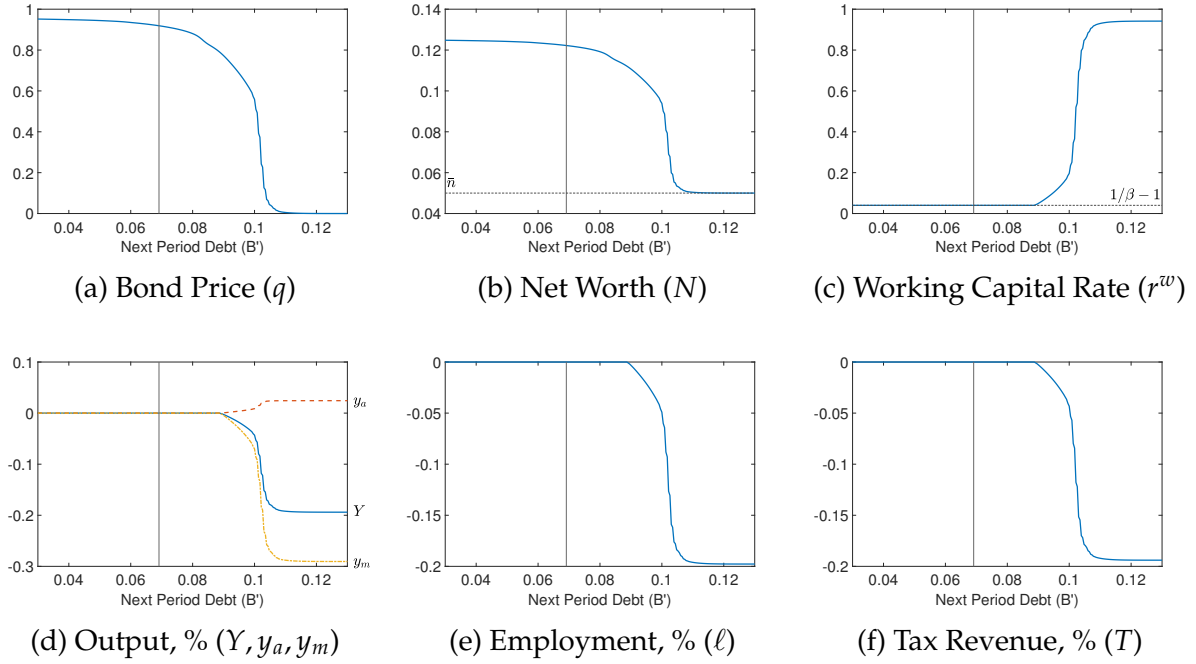 1
0.8
0.6
0.4
0.2
0
0.04 0.06 0.08 0.1 0.12
Next Period Debt (B')
(a) Bond Price (q)
0.16
0.14
0.12
0.1
0.08
0.06
0.04
n̄
0.04 0.06 0.08 0.1 0.12
Next Period Debt (B')
(b) Net Worth (N)
1
0.8
0.6
0.4
0.2
0
1/β − 1
0.04 0.06 0.08 0.1 0.12
Next Period Debt (B')
(c) Working Capital Rate (r^w)
0.1
0
-0.1
-0.2
-0.3
y_a
Y
y_m
0.04 0.06 0.08 0.1 0.12
Next Period Debt (B')
(d) Output, % (Y, y_a, y_m)
0
-0.05
-0.1
-0.15
-0.2
0.04 0.06 0.08 0.1 0.12
Next Period Debt (B')
(e) Employment, % (ℓ)
0
-0.05
-0.1
-0.15
-0.2
0.04 0.06 0.08 0.1 0.12
Next Period Debt (B')
(f) Tax Revenue, % (T)